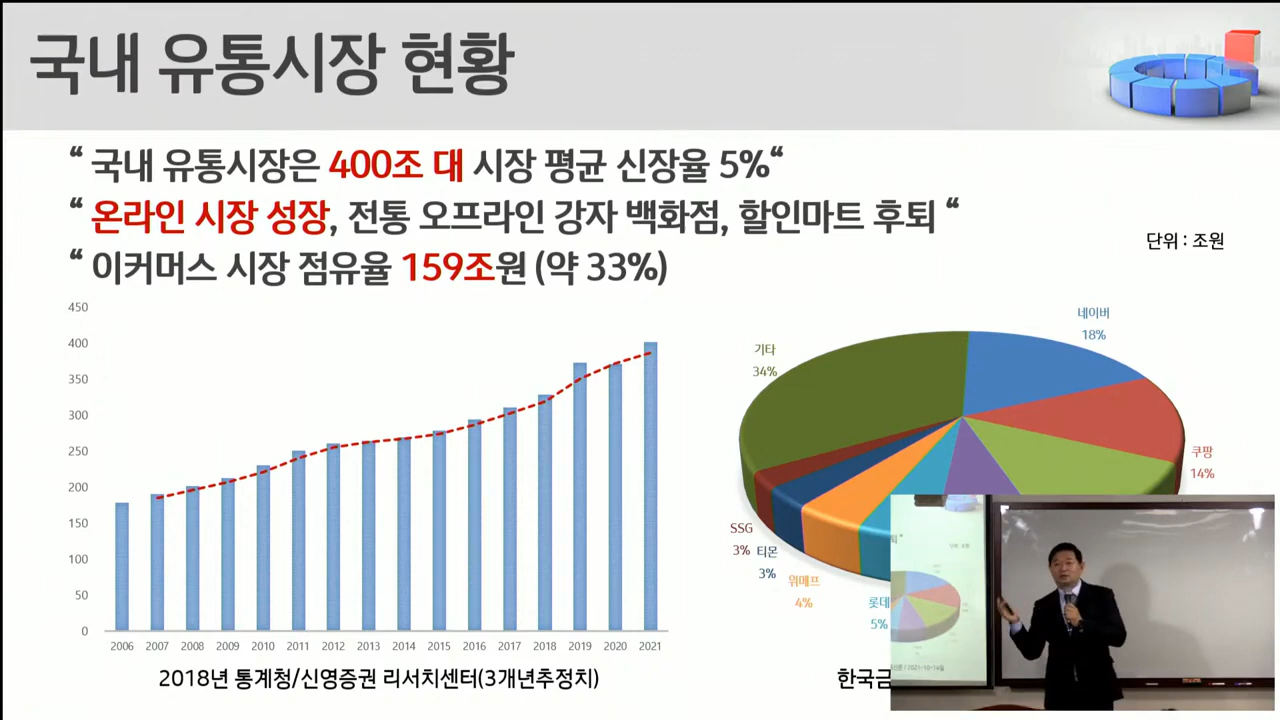 국내 유통시장 현황
“ 국내 유통시장은 400조 대 시장 평균 신장율 5%“
“ 온라인 시장 성장, 전통 오프라인 강자 백화점, 할인마트 후퇴 “
“ 이커머스 시장 점유율 159조원 (약 33%)
단위 : 조원
450
400
350
300
250
200
150
100
50
0
2006 2007 2008 2009 2010 2011 2012 2013 2014 2015 2016 2017 2018 2019 2020 2021
2018년 통계청/신영증권 리서치센터(3개년추정치)
네이버
18%
기타
34%
쿠팡
14%
SSG
3%
티몬
3%
위메프
4%
롯데
5%
한국금